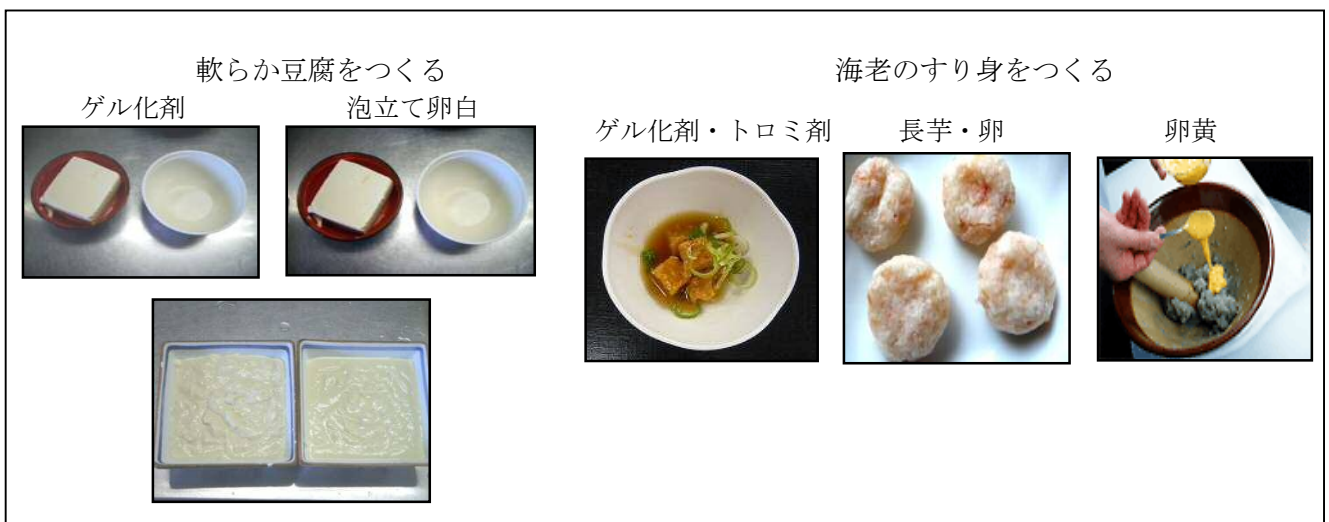 軟らか豆腐をつくる
ゲル化剤
泡立て卵白
海老のすり身をつくる
ゲル化剤・トロミ剤
長芋・卵
卵黄